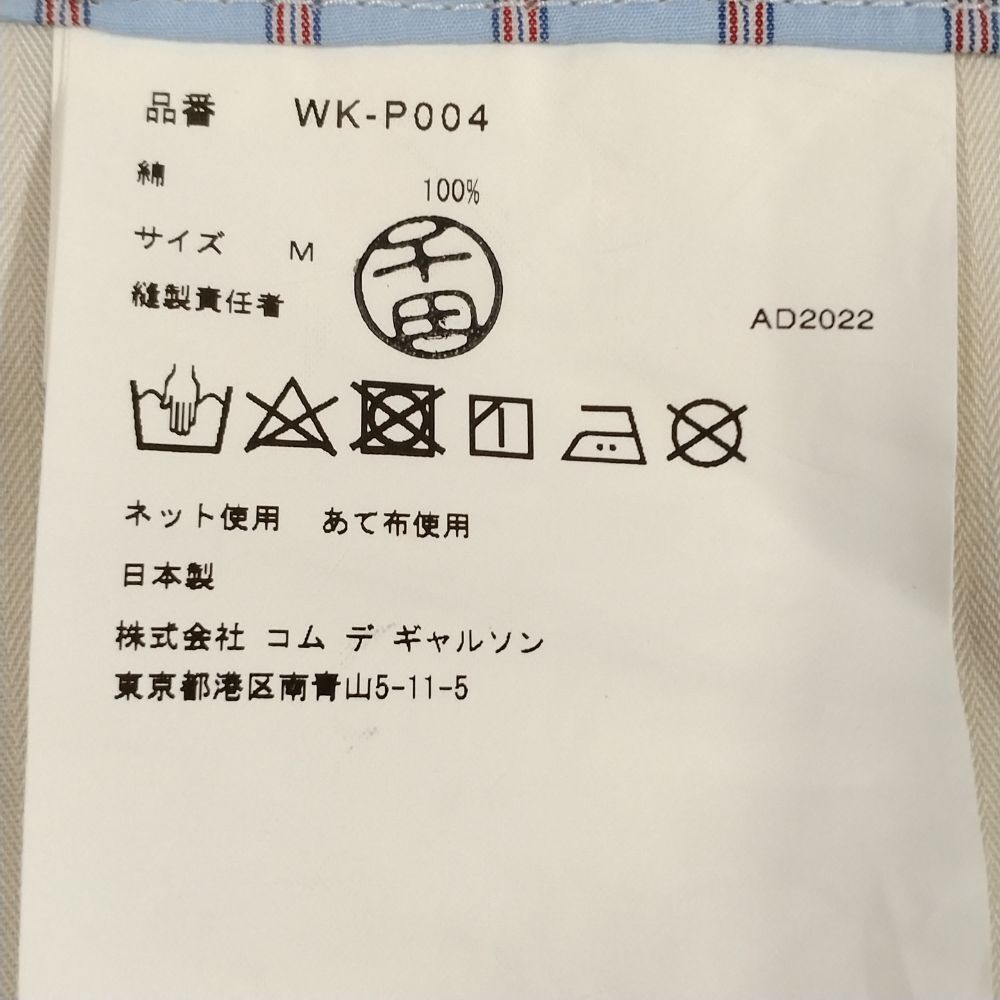 品番 WK-P004
綿 100%
サイズ M
縫製責任者 千田
AD2022
ネット使用 あて布使用
日本製
株式会社 コム デ ギャルソン
東京都港区南青山5-11-5